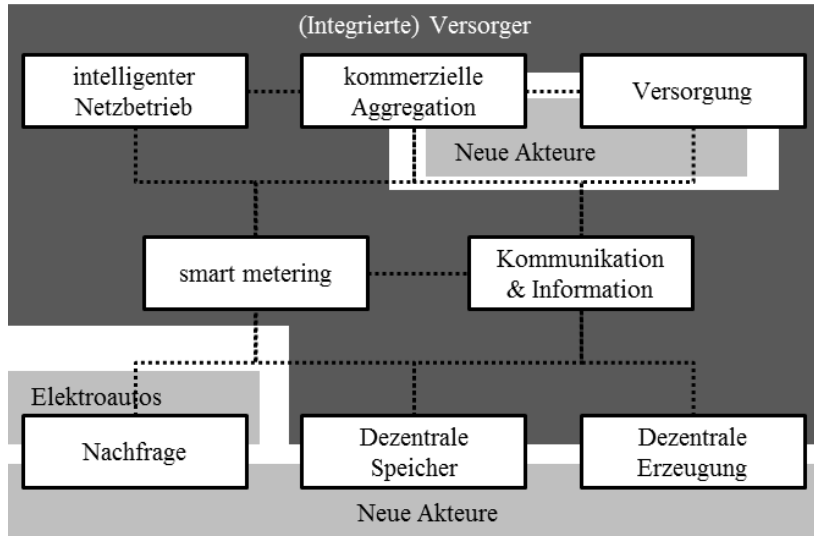 (Integrierte) Versorger
intelligenter
Netzbetrieb
kommerzielle
Aggregation
Versorgung
Neue Akteure
smart metering
Kommunikation
& Information
Elektroautos
Nachfrage
Dezentrale
Speicher
Dezentrale
Erzeugung
Neue Akteure